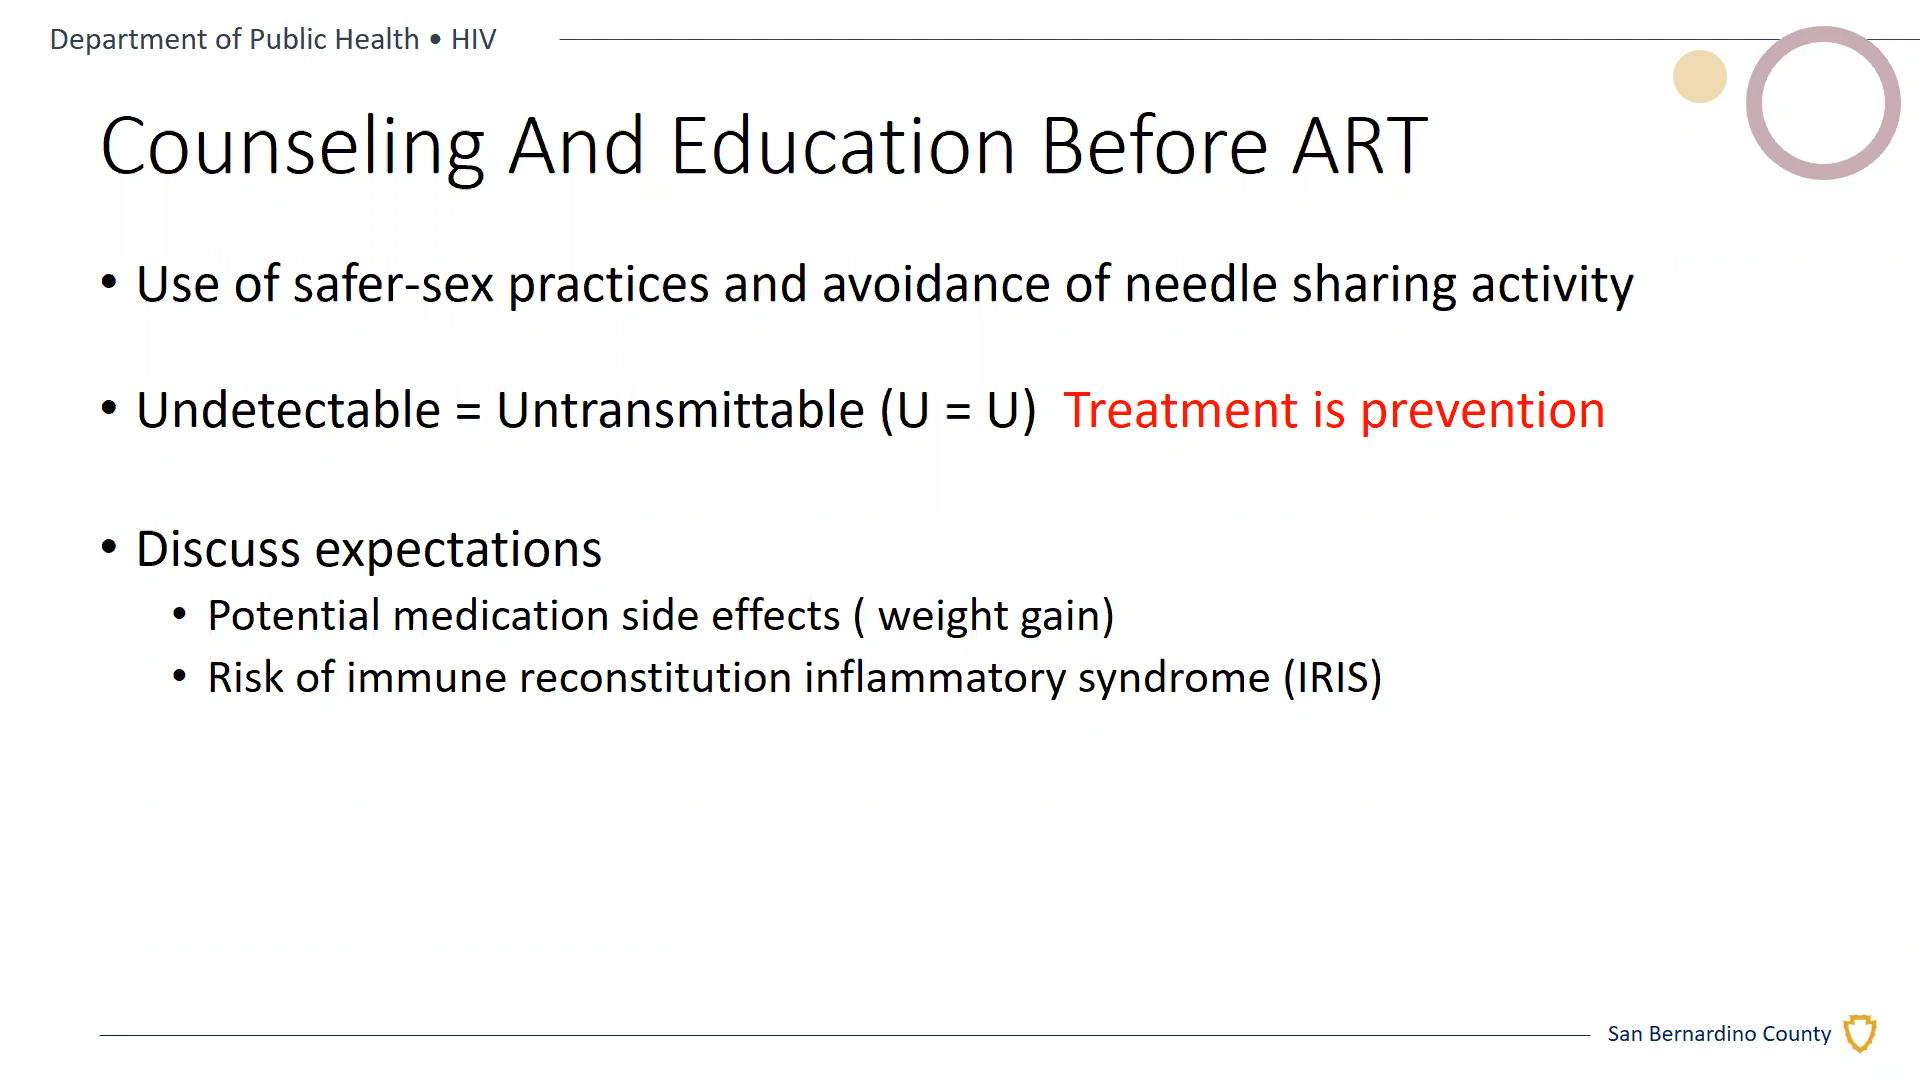 Department of Public Health • HIV
Counseling And Education Before ART
• Use of safer-sex practices and avoidance of needle sharing activity
• Undetectable = Untransmittable (U = U) Treatment is prevention
• Discuss expectations
• Potential medication side effects ( weight gain)
• Risk of immune reconstitution inflammatory syndrome (IRIS)
San Bernardino County